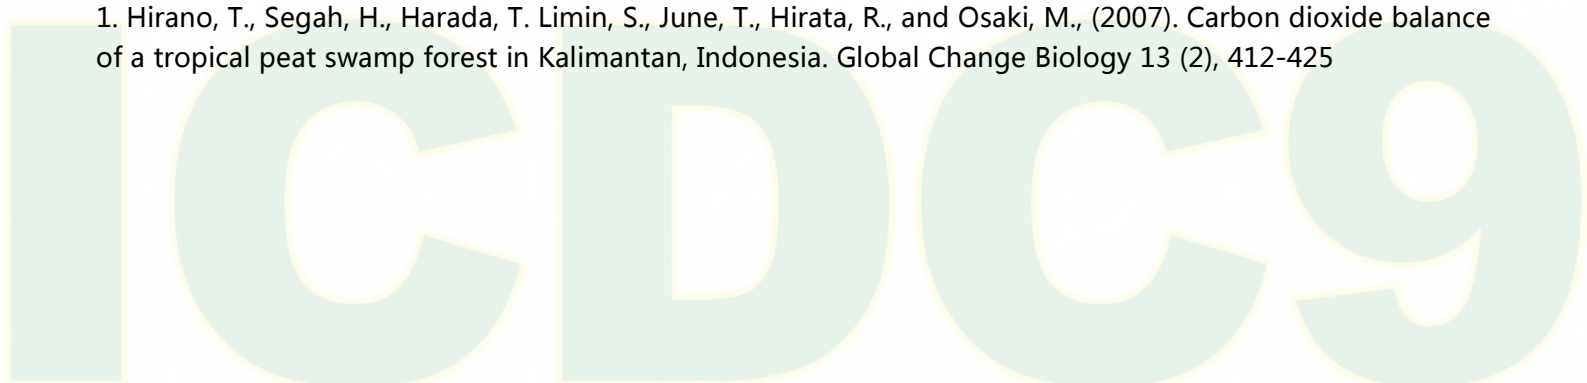 1. Hirano, T., Segah, H., Harada, T. Limin, S., June, T., Hirata, R., and Osaki, M., (2007). Carbon dioxide balance
of a tropical peat swamp forest in Kalimantan, Indonesia. Global Change Biology 13 (2), 412-425
ICDC9